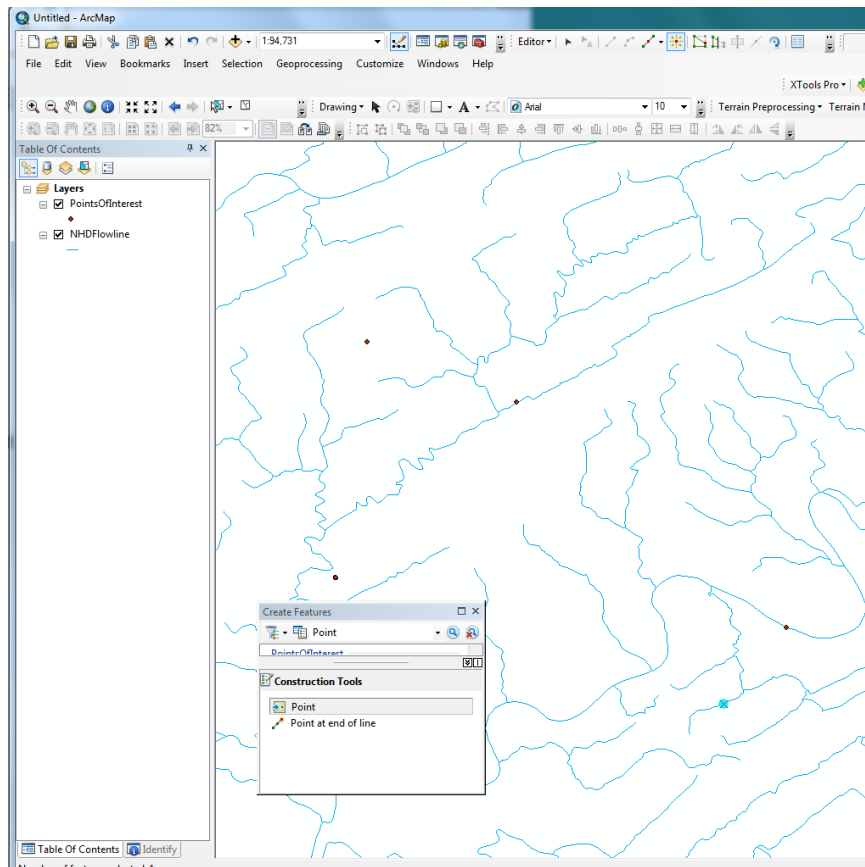 Untitled - ArcMap
1:94,731
Editor
File Edit View Bookmarks Insert Selection Geoprocessing Customize Windows Help
XTools Pro
Drawing A Arial 10 Terrain Preprocessing Terrain
82%
Table Of Contents
Layers
PointsOfInterest
NHDFlowline
Create Features
Point
PointsOfInterest
Construction Tools
Point
Point at end of line
Table Of Contents Identify